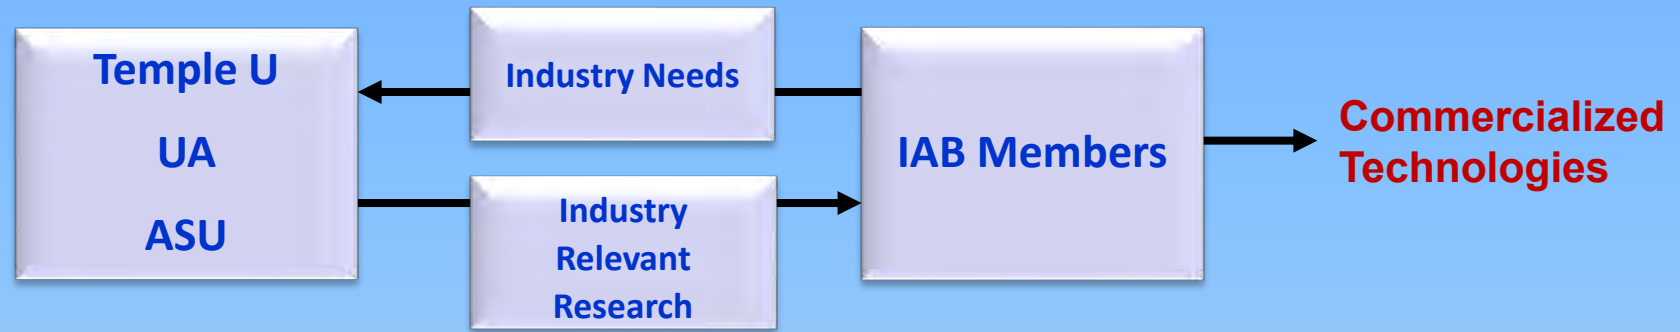 Temple U
UA
ASU
Industry Needs
Industry
Relevant
Research
IAB Members
Commercialized
Technologies